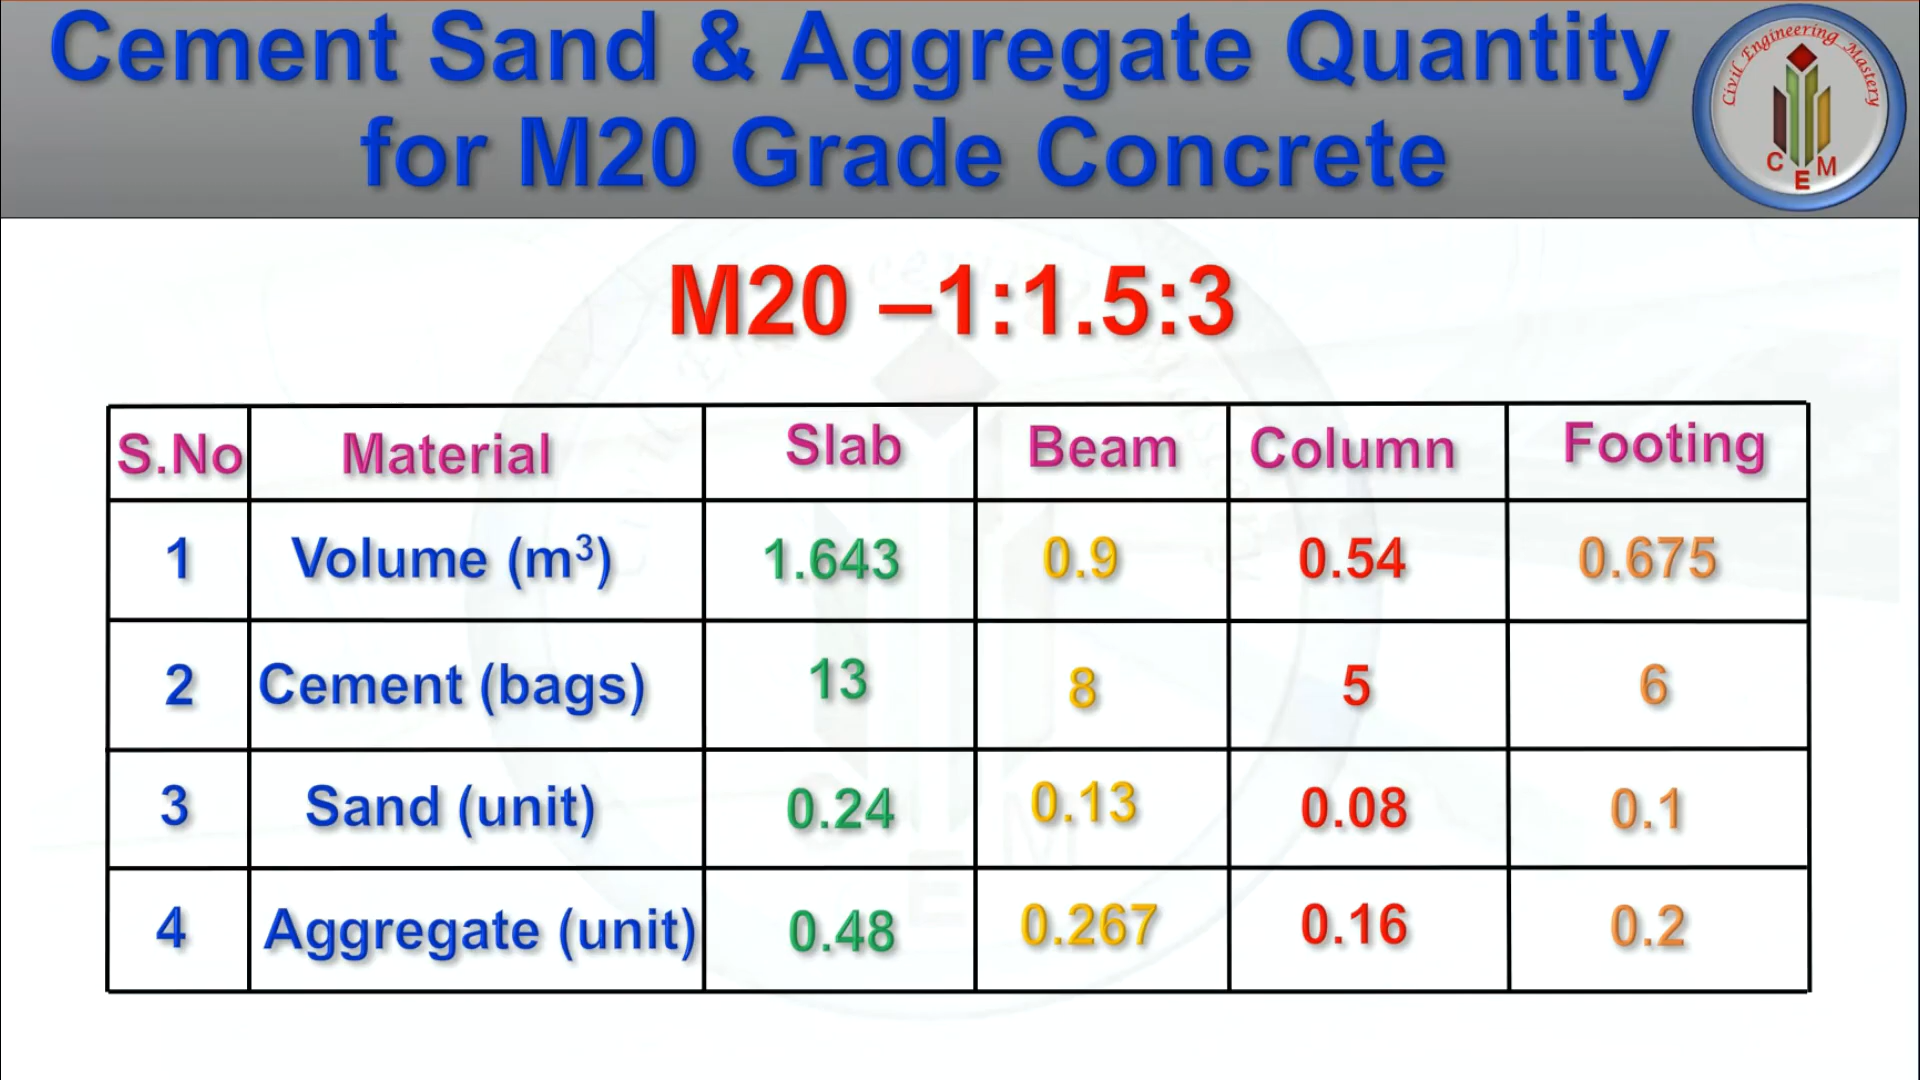 Cement Sand & Aggregate Quantity
for M20 Grade Concrete
Civil Engineering Mastery
C E M
M20 –1:1.5:3
S.No Material Slab Beam Column Footing
1 Volume (m³) 1.643 0.9 0.54 0.675
2 Cement (bags) 13 8 5 6
3 Sand (unit) 0.24 0.13 0.08 0.1
4 Aggregate (unit) 0.48 0.267 0.16 0.2